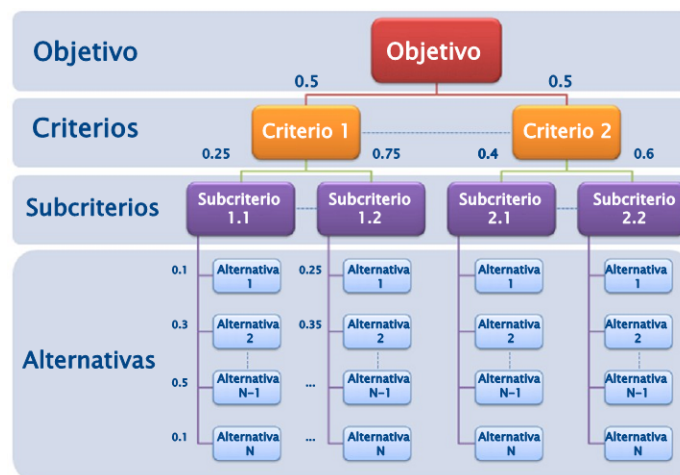 Objetivo
Objetivo
0.5
0.5
Criterios
Criterio 1
Criterio 2
0.25
0.75
0.4
0.6
Subcriterios
Subcriterio
1.1
Subcriterio
1.2
Subcriterio
2.1
Subcriterio
2.2
Alternativas
0.1
Alternativa
1
0.25
Alternativa
1
Alternativa
1
Alternativa
1
0.3
Alternativa
2
0.35
Alternativa
2
Alternativa
2
Alternativa
2
0.5
Alternativa
N-1
...
Alternativa
N-1
Alternativa
N-1
Alternativa
N-1
0.1
Alternativa
N
...
Alternativa
N
Alternativa
N
Alternativa
N